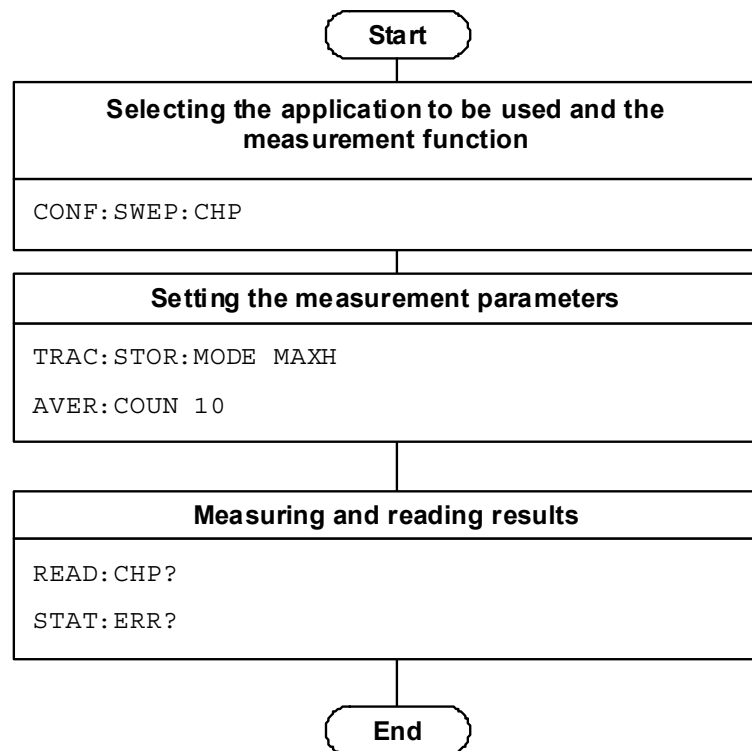 Start
Selecting the application to be used and the
measurement function
CONF:SWEP:CHP
Setting the measurement parameters
TRAC:STOR:MODE MAXH
AVER:COUN 10
Measuring and reading results
READ:CHP?
STAT:ERR?
End